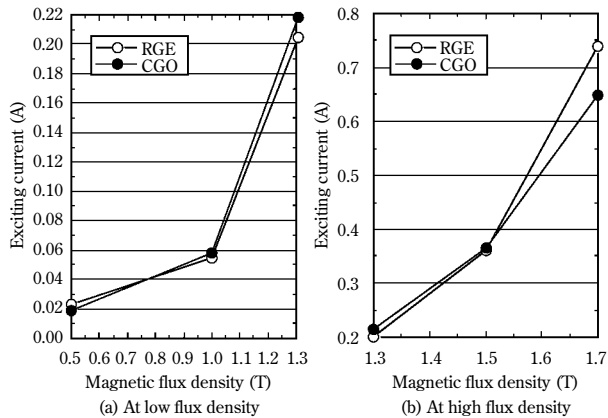 0.22
0.20
0.18
0.16
0.14
0.12
0.10
0.08
0.06
0.04
0.02
0.00
Exciting current (A)
RGE
CGO
0.5 0.6 0.7 0.8 0.9 1.0 1.1 1.2 1.3
Magnetic flux density (T)
(a) At low flux density
0.8
0.7
0.6
0.5
0.4
0.3
0.2
Exciting current (A)
RGE
CGO
1.3 1.4 1.5 1.6 1.7
Magnetic flux density (T)
(b) At high flux density